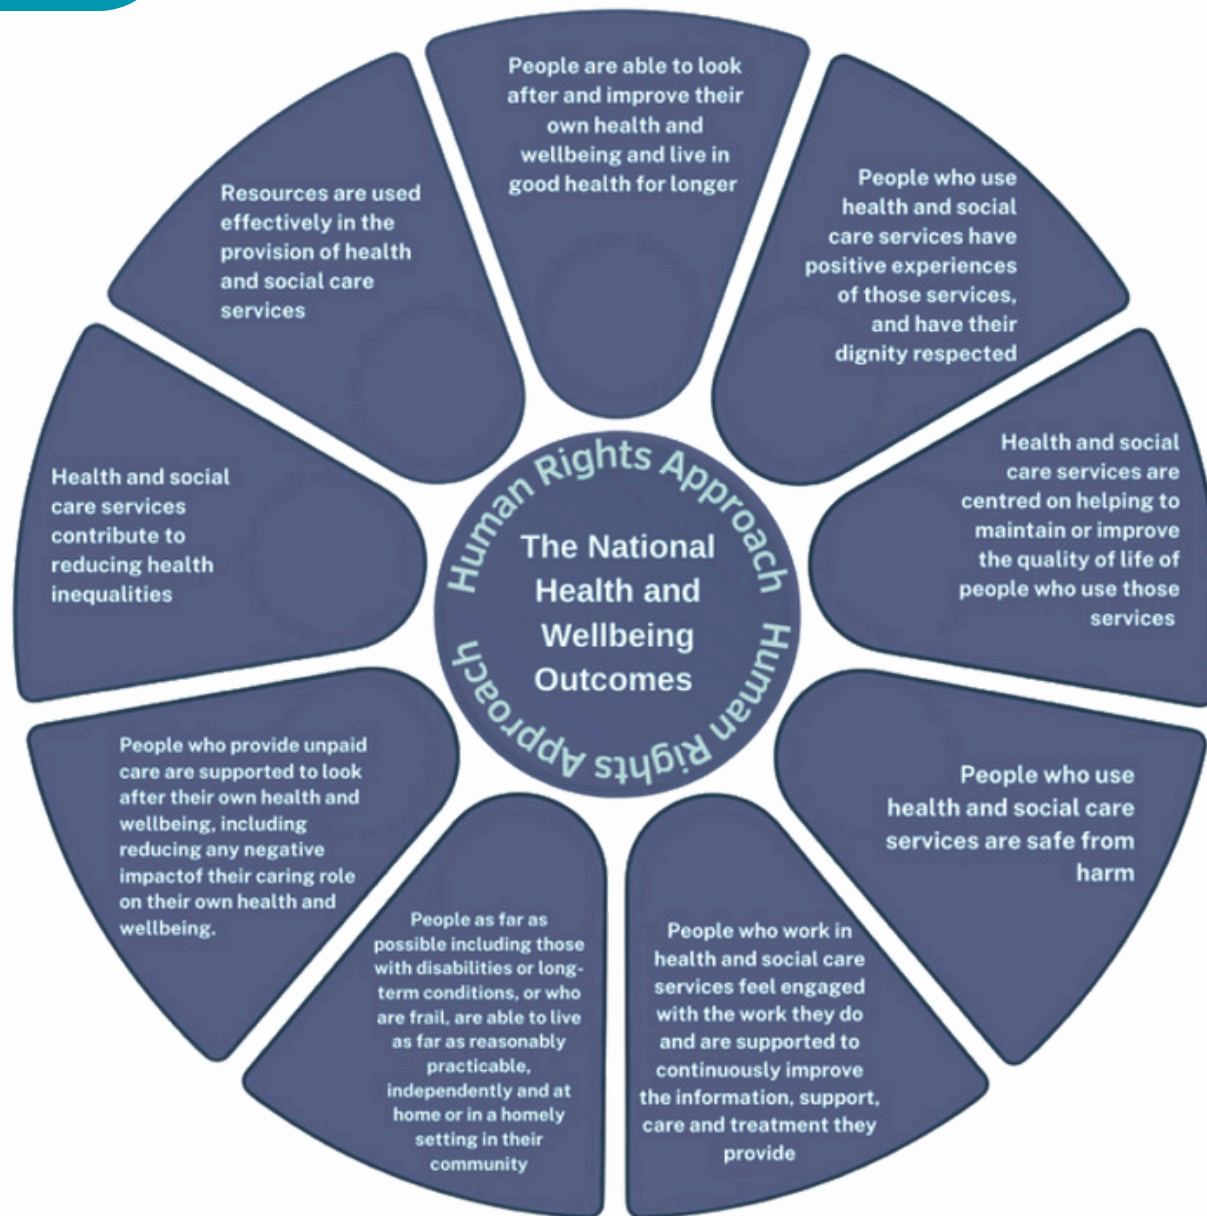 People are able to look
after and improve their
own health and
wellbeing and live in
good health for longer
People who use
health and social
care services have
positive experiences
of those services,
and have their
dignity respected
Health and social
care services are
centred on helping to
maintain or improve
the quality of life of
people who use those
services
People who use
health and social care
services are safe from
harm
People who work in
health and social care
services feel engaged
with the work they do
and are supported to
continuously improve
the information, support,
care and treatment they
provide
People as far as
possible including those
with disabilities or long-
term conditions, or who
are frail, are able to live
as far as reasonably
practicable,
independently and at
home or in a homely
setting in their
community
People who provide unpaid
care are supported to look
after their own health and
wellbeing, including
reducing any negative
impactof their caring role
on their own health and
wellbeing.
Health and social
care services
contribute to
reducing health
inequalities
Resources are used
effectively in the
provision of health
and social care
services
Human Rights Approach
The National
Health and
Wellbeing
Outcomes
Human Rights Approach